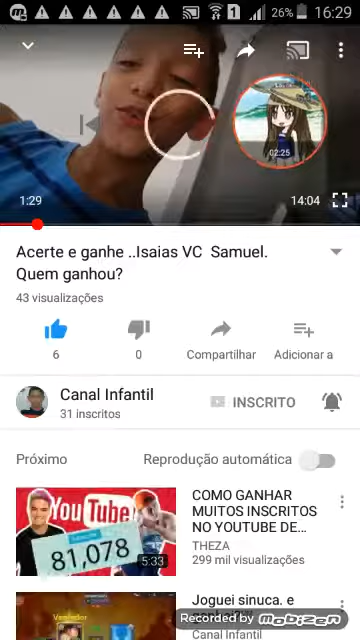 26% 16:29
02:25
1:29 14:04
Acerte e ganhe ..Isaias VC Samuel.
Quem ganhou?
43 visualizações
6 0 Compartilhar Adicionar a
Canal Infantil
31 inscritos
INSCRITO
Próximo Reprodução automática
You Tube
81,078
5:33
COMO GANHAR
MUITOS INSCRITOS
NO YOUTUBE DE...
THEZA
299 mil visualizações
Joguei sinuca. e
Canal Infantil
Recorded by mobizen